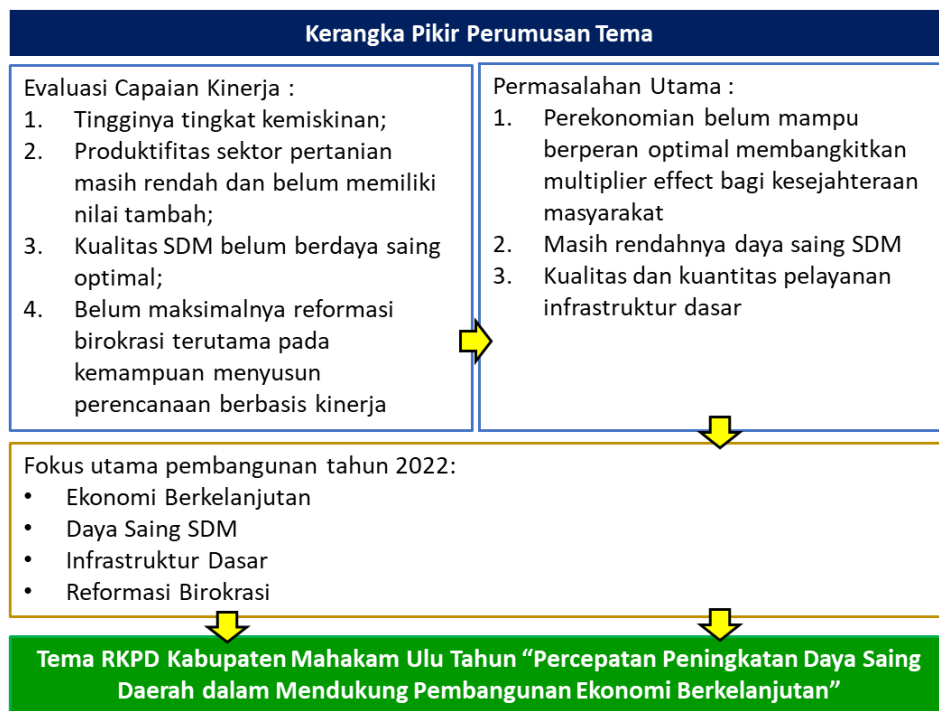 Kerangka Pikir Perumusan Tema
Evaluasi Capaian Kinerja :
1. Tingginya tingkat kemiskinan;
2. Produktifitas sektor pertanian
masih rendah dan belum memiliki
nilai tambah;
3. Kualitas SDM belum berdaya saing
optimal;
4. Belum maksimalnya reformasi
birokrasi terutama pada
kemampuan menyusun
perencanaan berbasis kinerja
Permasalahan Utama :
1. Perekonomian belum mampu
berperan optimal membangkitkan
multiplier effect bagi kesejahteraan
masyarakat
2. Masih rendahnya daya saing SDM
3. Kualitas dan kuantitas pelayanan
infrastruktur dasar
Fokus utama pembangunan tahun 2022:
• Ekonomi Berkelanjutan
• Daya Saing SDM
• Infrastruktur Dasar
• Reformasi Birokrasi
Tema RKPD Kabupaten Mahakam Ulu Tahun “Percepatan Peningkatan Daya Saing
Daerah dalam Mendukung Pembangunan Ekonomi Berkelanjutan”